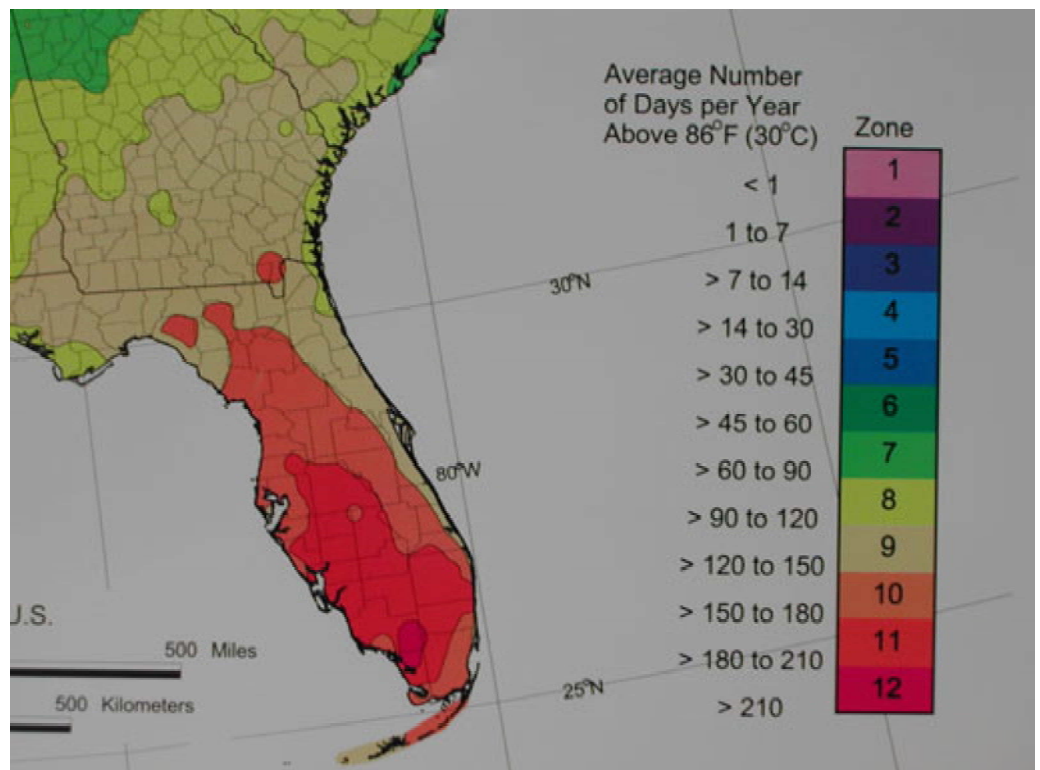 Average Number
of Days per Year
Above 86°F (30°C)
Zone
< 1
1
1 to 7
2
> 7 to 14
3
> 14 to 30
4
> 30 to 45
5
> 45 to 60
6
> 60 to 90
7
> 90 to 120
8
> 120 to 150
9
> 150 to 180
10
> 180 to 210
11
> 210
12
30°N
80°W
25°N
U.S.
500 Miles
500 Kilometers